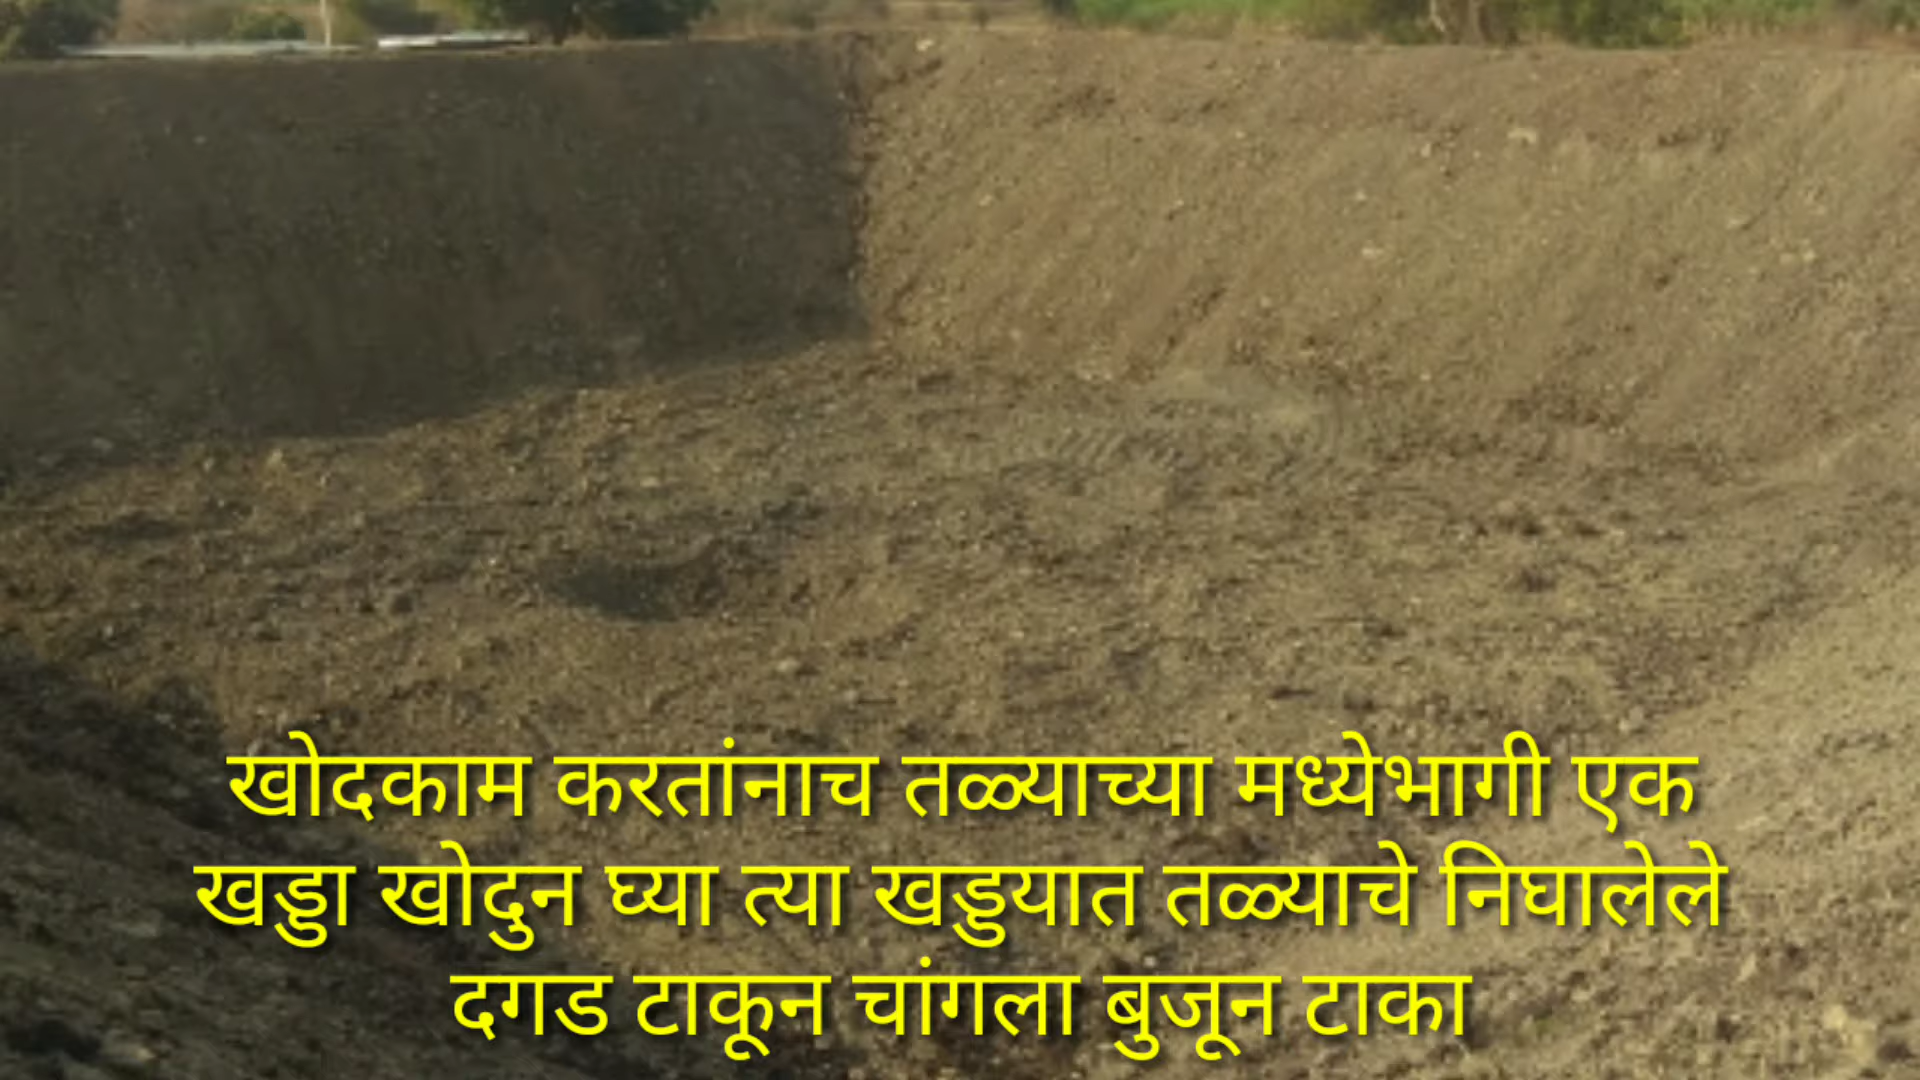 खोदकाम करतांनाच तळ्याच्या मध्येभागी एक
खड्डा खोदुन घ्या त्या खड्डयात तळ्याचे निघालेले
दगड टाकून चांगला बुजून टाका